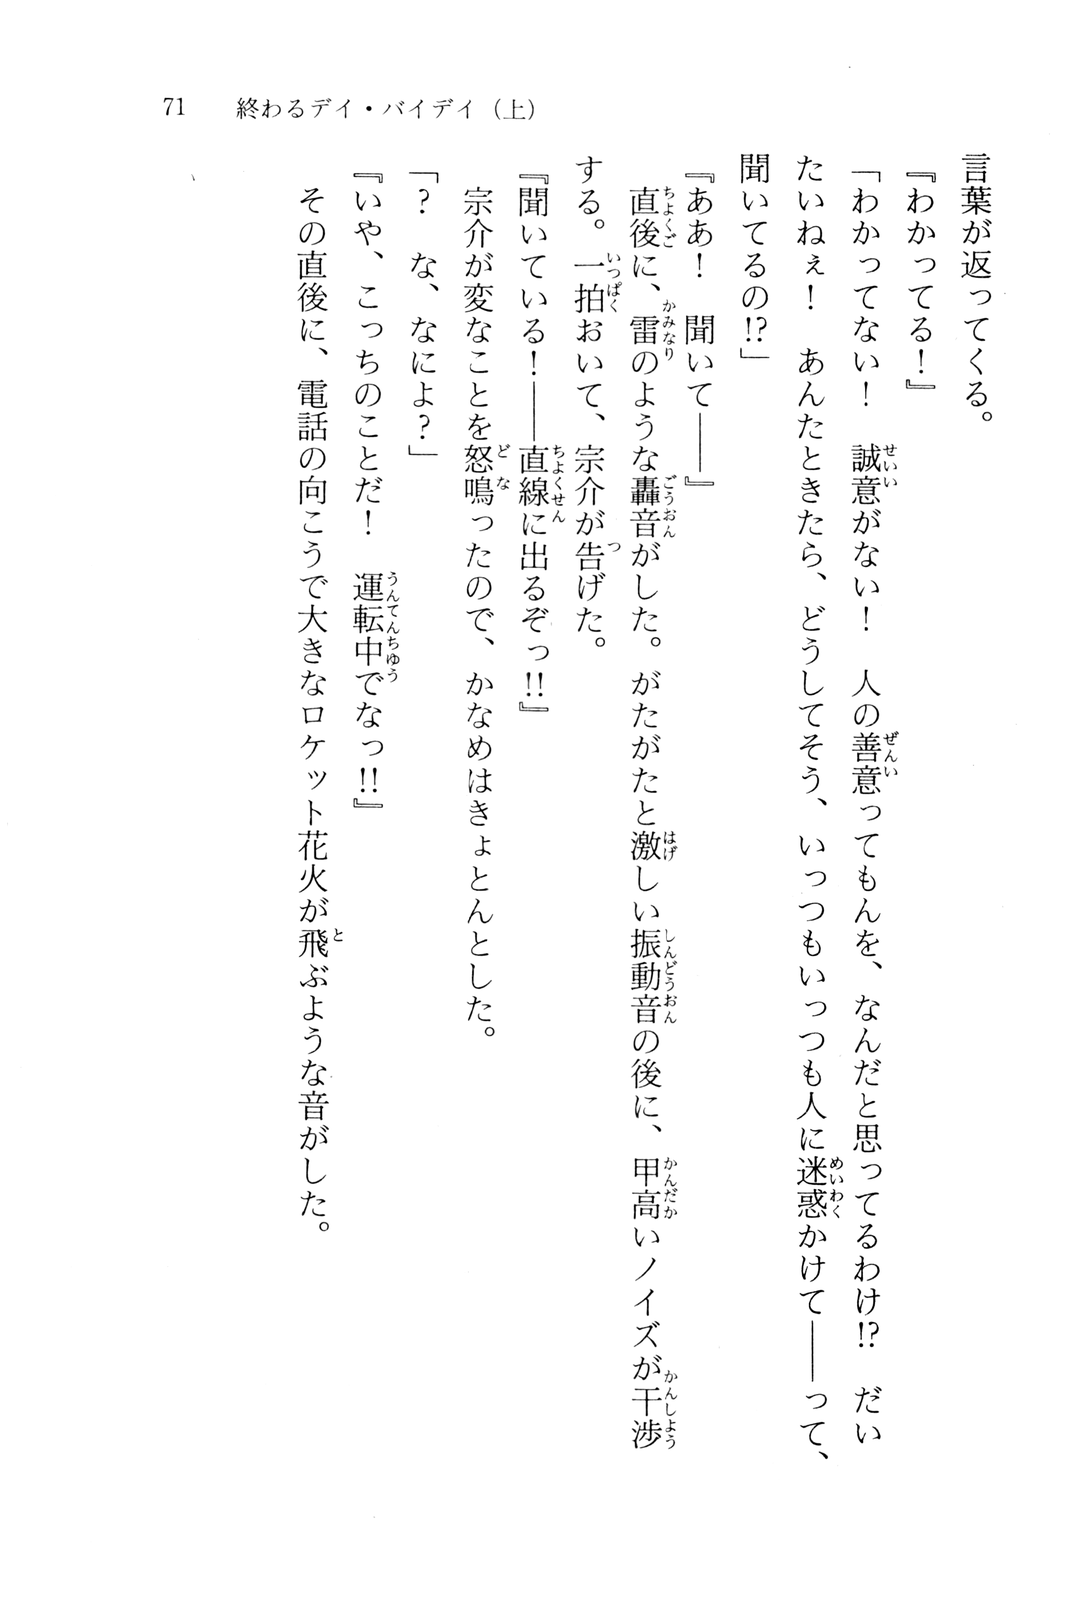 71　終わるデイ・バイデイ（上）
言葉が返ってくる。
『わかってる！』
「わかってない！　誠意がない！　人の善意ってもんを、なんだと思ってるわけ!?　だい
たいねぇ！　あんたときたら、どうしてそう、いっつもいっつも人に迷惑かけて――って、
聞いてるの!?」
『ああ！　聞いて――』
　直後に、雷のような轟音がした。がたがたと激しい振動音の後に、甲高いノイズが干渉
する。一拍おいて、宗介が告げた。
『聞いている！――直線に出るぞっ!!』
　宗介が変なことを怒鳴ったので、かなめはきょとんとした。
「？　な、なによ？」
『いや、こっちのことだ！　運転中でなっ!!』
　その直後に、電話の向こうで大きなロケット花火が飛ぶような音がした。